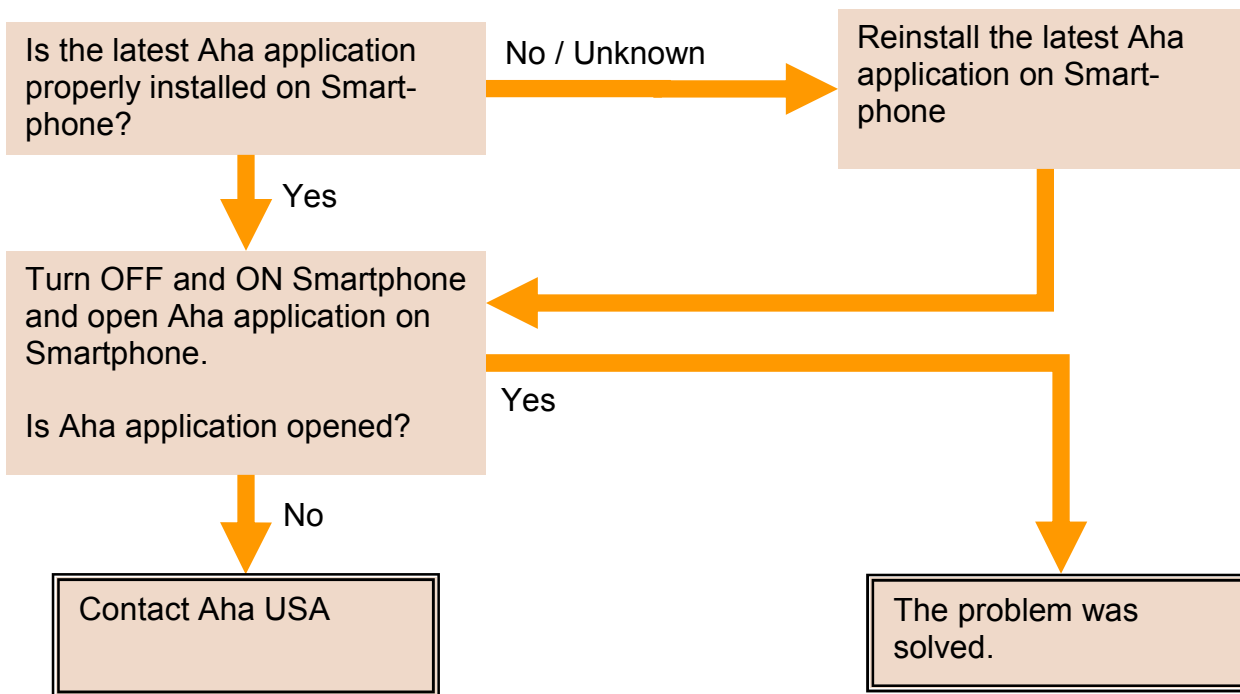 Is the latest Aha application
properly installed on Smart-
phone?
No / Unknown
Reinstall the latest Aha
application on Smart-
phone
Yes
Turn OFF and ON Smartphone
and open Aha application on
Smartphone.
Is Aha application opened?
Yes
No
Contact Aha USA
The problem was
solved.